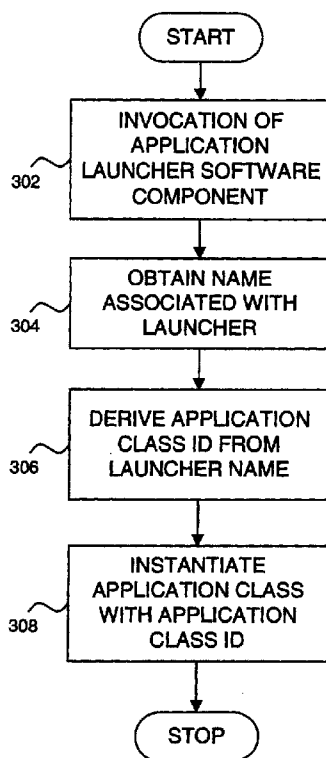 START
INVOCATION OF
APPLICATION
LAUNCHER SOFTWARE
COMPONENT
302
OBTAIN NAME
ASSOCIATED WITH
LAUNCHER
304
DERIVE APPLICATION
CLASS ID FROM
LAUNCHER NAME
306
INSTANTIATE
APPLICATION CLASS
WITH APPLICATION
CLASS ID
308
STOP